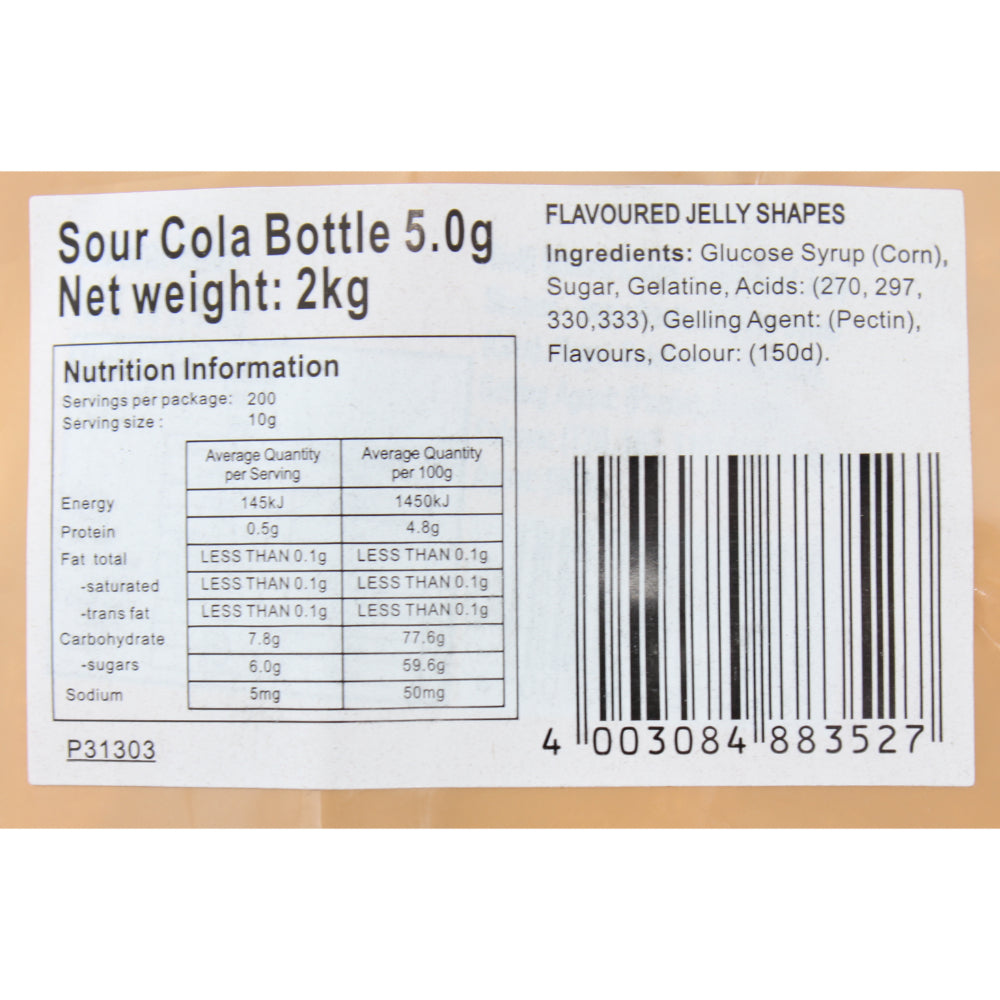 Sour Cola Bottle 5.0g
Net weight: 2kg
Nutrition Information
Servings per package: 200
Serving size : 10g
Average Quantity per Serving Average Quantity per 100g
Energy 145kJ 1450kJ
Protein 0.5g 4.8g
Fat total LESS THAN 0.1g LESS THAN 0.1g
-saturated LESS THAN 0.1g LESS THAN 0.1g
-trans fat LESS THAN 0.1g LESS THAN 0.1g
Carbohydrate 7.8g 77.6g
-sugars 6.0g 59.6g
Sodium 5mg 50mg
P31303
FLAVOURED JELLY SHAPES
Ingredients: Glucose Syrup (Corn),
Sugar, Gelatine, Acids: (270, 297,
330,333), Gelling Agent: (Pectin),
Flavours, Colour: (150d).
4 003084 883527